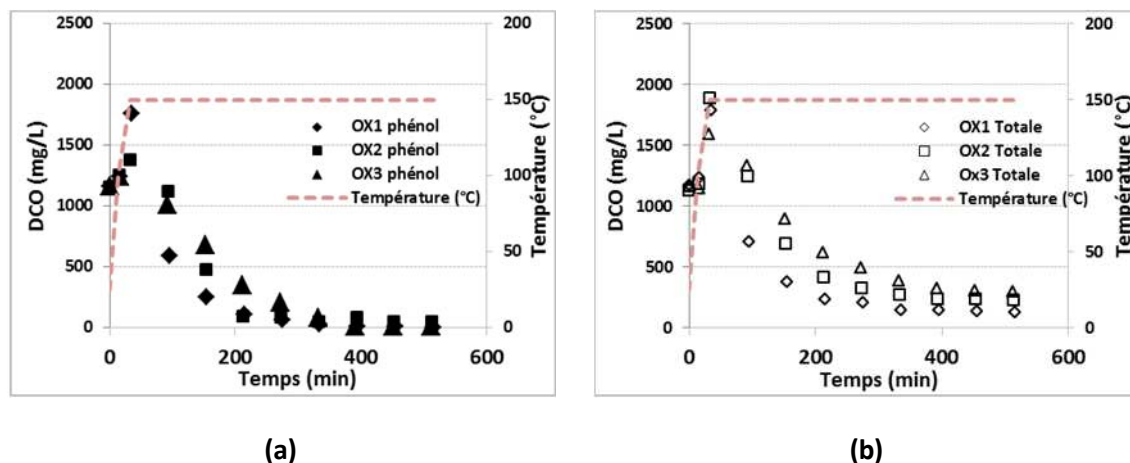 2500
2000
1500
1000
500
0
DCO (mg/L)
200
150
100
50
0
Température (°C)
OX1 phénol
OX2 phénol
OX3 phénol
Température (°C)
0
200
400
600
Temps (min)
(a)
2500
2000
1500
1000
500
0
DCO (mg/L)
200
150
100
50
0
Température (°C)
OX1 Totale
OX2 Totale
Ox3 Totale
Température (°C)
0
200
400
600
Temps (min)
(b)